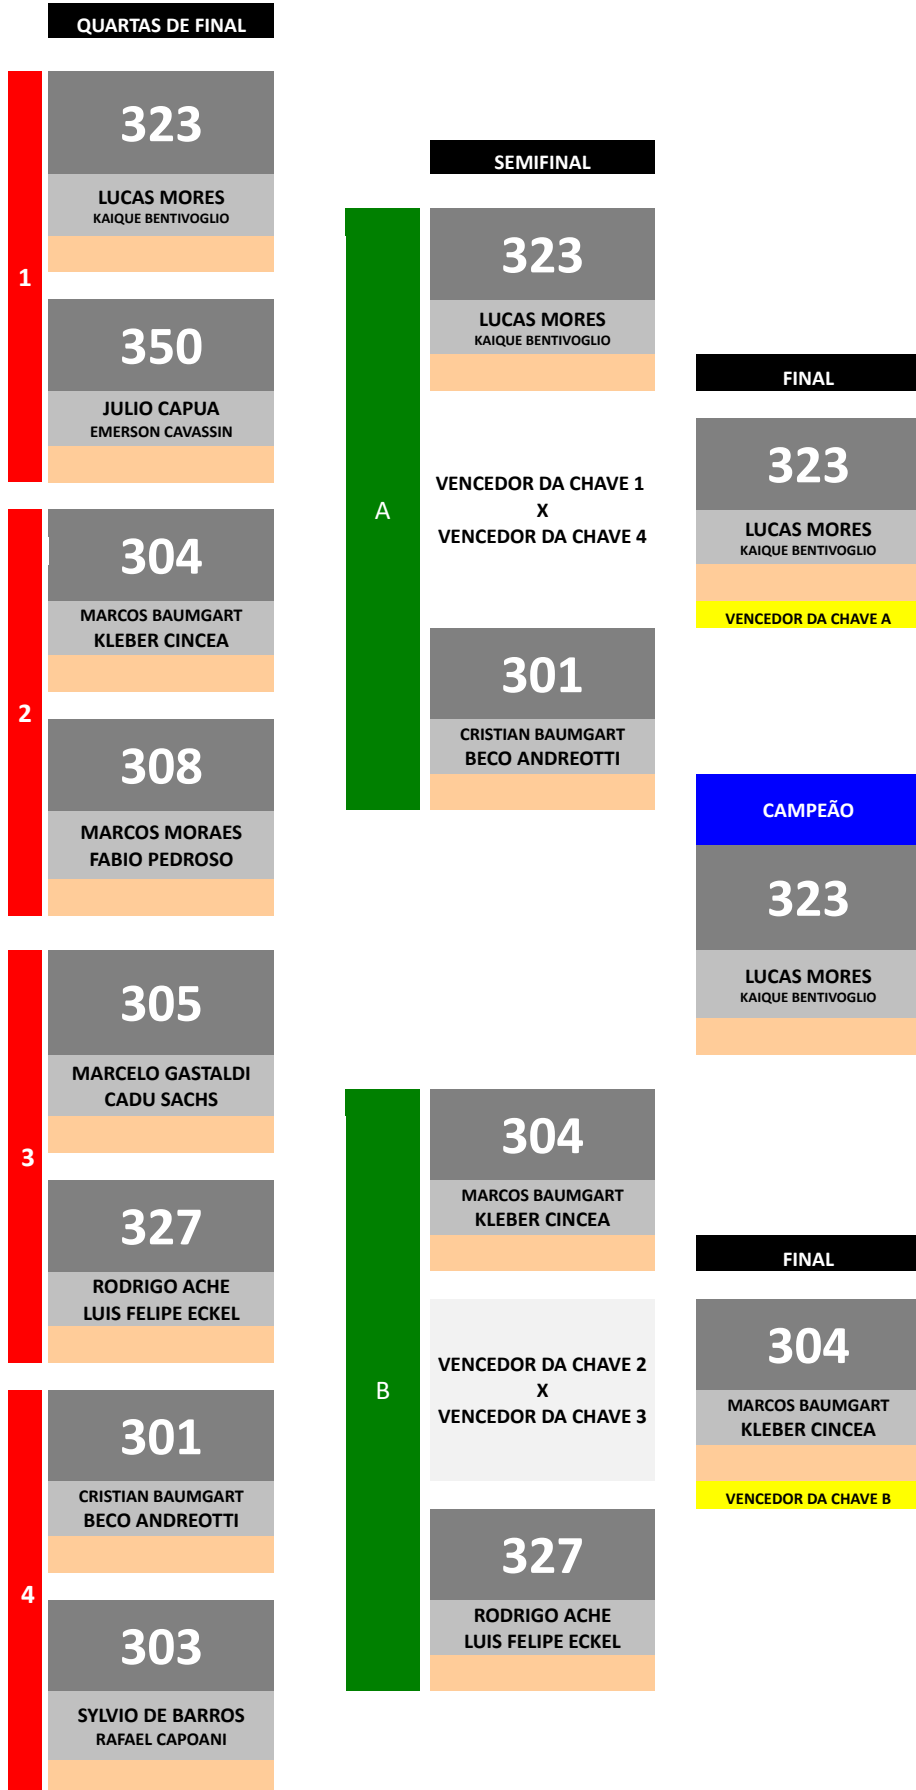 QUARTAS DE FINAL
1
323
LUCAS MORES
KAIQUE BENTIVOGLIO
350
JULIO CAPUA
EMERSON CAVASSIN
2
304
MARCOS BAUMGART
KLEBER CINCEA
308
MARCOS MORAES
FABIO PEDROSO
3
305
MARCELO GASTALDI
CADU SACHS
327
RODRIGO ACHE
LUIS FELIPE ECKEL
4
301
CRISTIAN BAUMGART
BECO ANDREOTTI
303
SYLVIO DE BARROS
RAFAEL CAPOANI
SEMIFINAL
A
323
LUCAS MORES
KAIQUE BENTIVOGLIO
VENCEDOR DA CHAVE 1
X
VENCEDOR DA CHAVE 4
301
CRISTIAN BAUMGART
BECO ANDREOTTI
B
304
MARCOS BAUMGART
KLEBER CINCEA
VENCEDOR DA CHAVE 2
X
VENCEDOR DA CHAVE 3
327
RODRIGO ACHE
LUIS FELIPE ECKEL
FINAL
323
LUCAS MORES
KAIQUE BENTIVOGLIO
VENCEDOR DA CHAVE A
CAMPEÃO
323
LUCAS MORES
KAIQUE BENTIVOGLIO
FINAL
304
MARCOS BAUMGART
KLEBER CINCEA
VENCEDOR DA CHAVE B